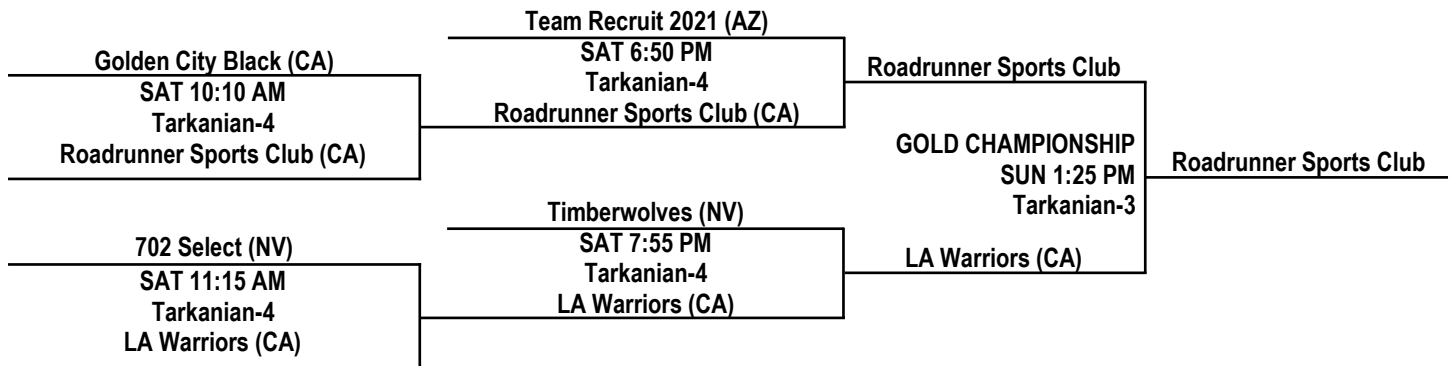 Team Recruit 2021 (AZ)
Golden City Black (CA)
SAT 6:50 PM
Roadrunner Sports Club
SAT 10:10 AM
Tarkanian-4
Tarkanian-4
Roadrunner Sports Club (CA)
Roadrunner Sports Club (CA)
GOLD CHAMPIONSHIP
SUN 1:25 PM
Roadrunner Sports Club
Tarkanian-3
Timberwolves (NV)
702 Select (NV)
SAT 7:55 PM
LA Warriors (CA)
SAT 11:15 AM
Tarkanian-4
Tarkanian-4
LA Warriors (CA)
LA Warriors (CA)